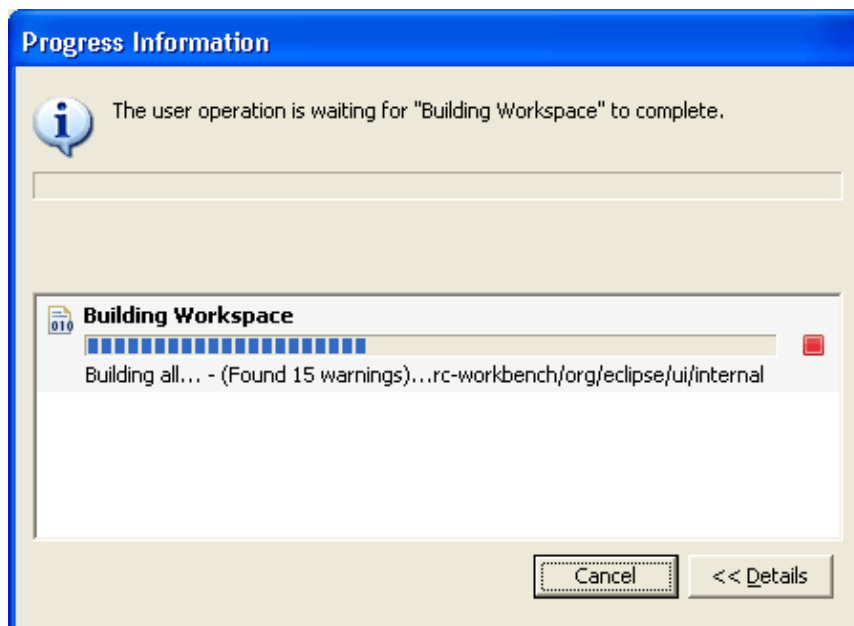 Progress Information
The user operation is waiting for "Building Workspace" to complete.
010
Building Workspace
Building all... - (Found 15 warnings)...rc-workbench/org/eclipse/ui/internal
Cancel
<< Details